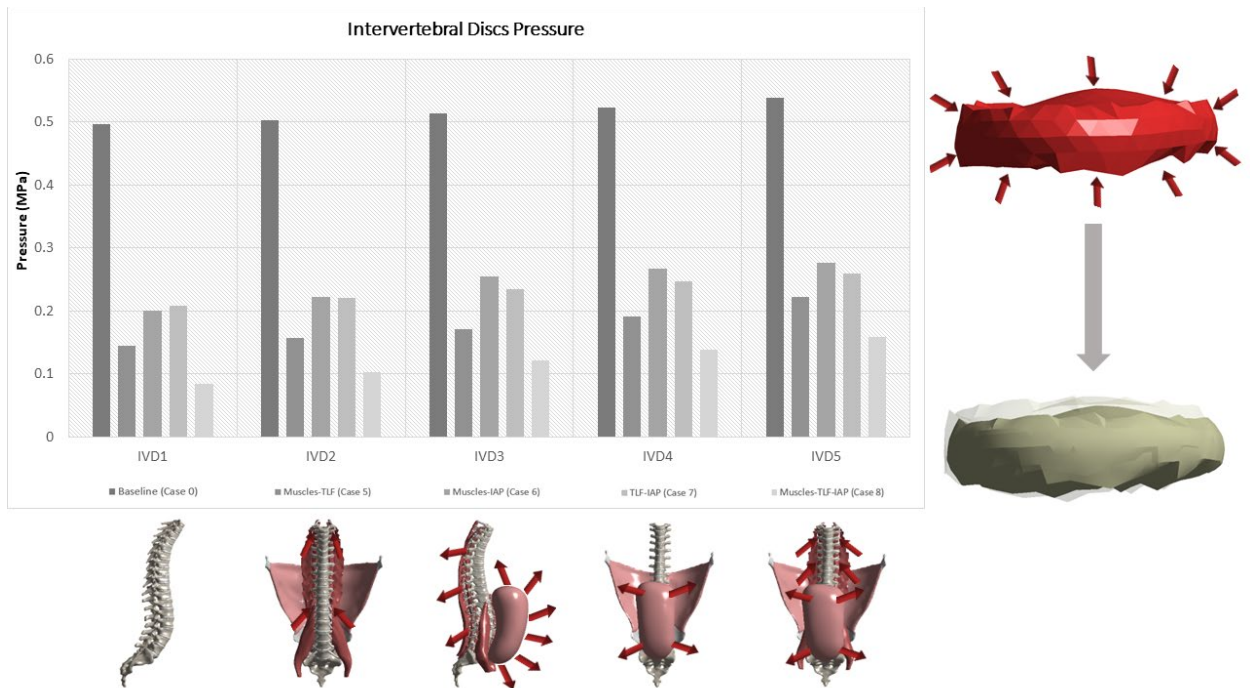 Intervertebral Discs Pressure
Pressure (MPa)
0.6
0.5
0.4
0.3
0.2
0.1
0
IVD1 IVD2 IVD3 IVD4 IVD5
Baseline (Case 0) Muscles-TLF (Case 5) Muscles-IAP (Case 6) TLF-IAP (Case 7) Muscles-TLF-IAP (Case 8)